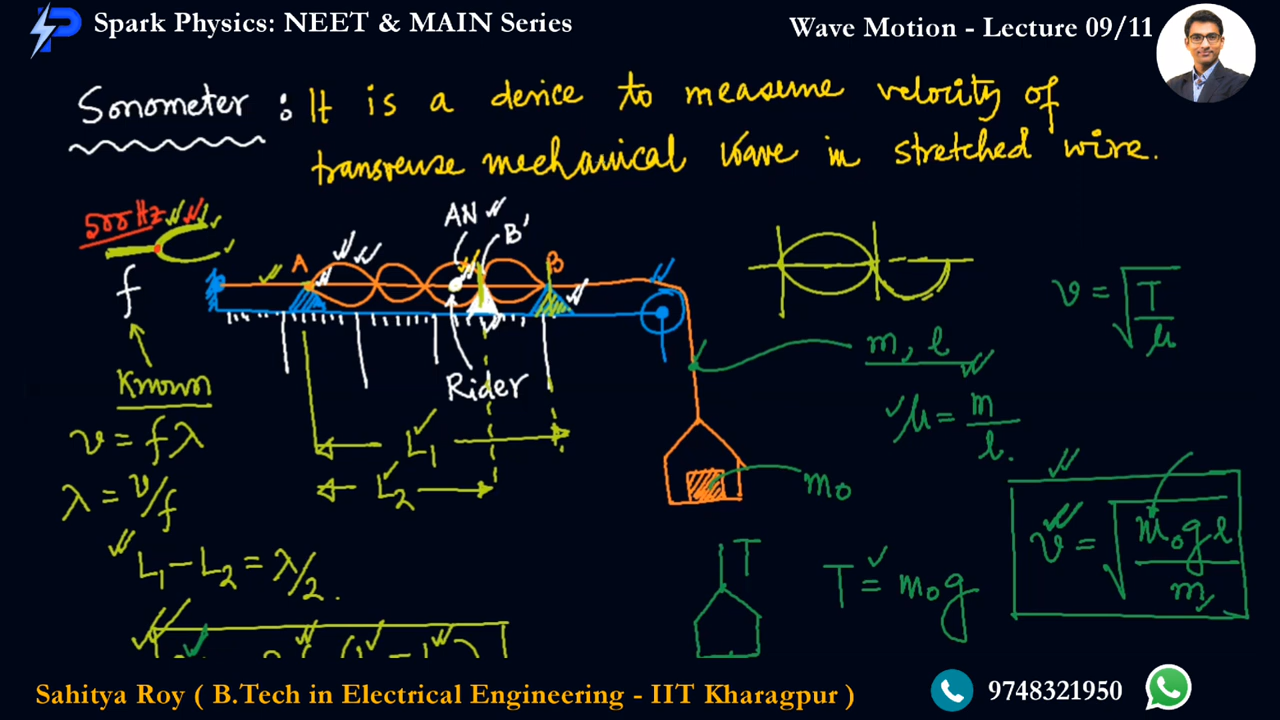 Spark Physics: NEET & MAIN Series
Wave Motion - Lecture 09/11
Sonometer : It is a device to measure velocity of
transverse mechanical wave in stretched wire.
500 Hz
f
Known
v = fλ
λ = v/f
L₁ - L₂ = λ/2.
A
AN
B'
B
Rider
L₁
L₂
m, l
μ = m/l.
m₀
T
T = m₀g
v = √(T/μ)
v = √(m₀gl/m)
Sahitya Roy ( B.Tech in Electrical Engineering - IIT Kharagpur )
9748321950